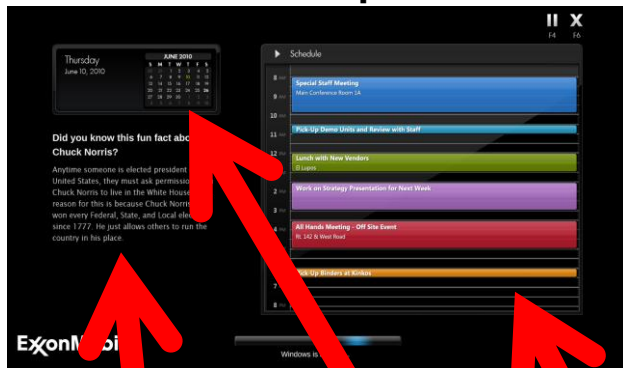 F4 F6
Thursday
June 10, 2010
JUNE 2010
S M T W T F S
Schedule
8
Special Staff Meeting
Main Conference Room 1A
9
10
11
Pick-Up Demo Units and Review with Staff
12
Lunch with New Vendors
El Lupes
2
Work on Strategy Presentation for Next Week
3
4
All Hands Meeting - Off Site Event
Rt. 142 & West Road
Pick-Up Binders at Kinkos
7
8
Did you know this fun fact abo
Chuck Norris?
Anytime someone is elected president
United States, they must ask permissio
Chuck Norris to live in the White House
reason for this is because Chuck Norris
won every Federal, State, and Local ele
since 1777. He just allows others to run the
country in his place.
Windows is